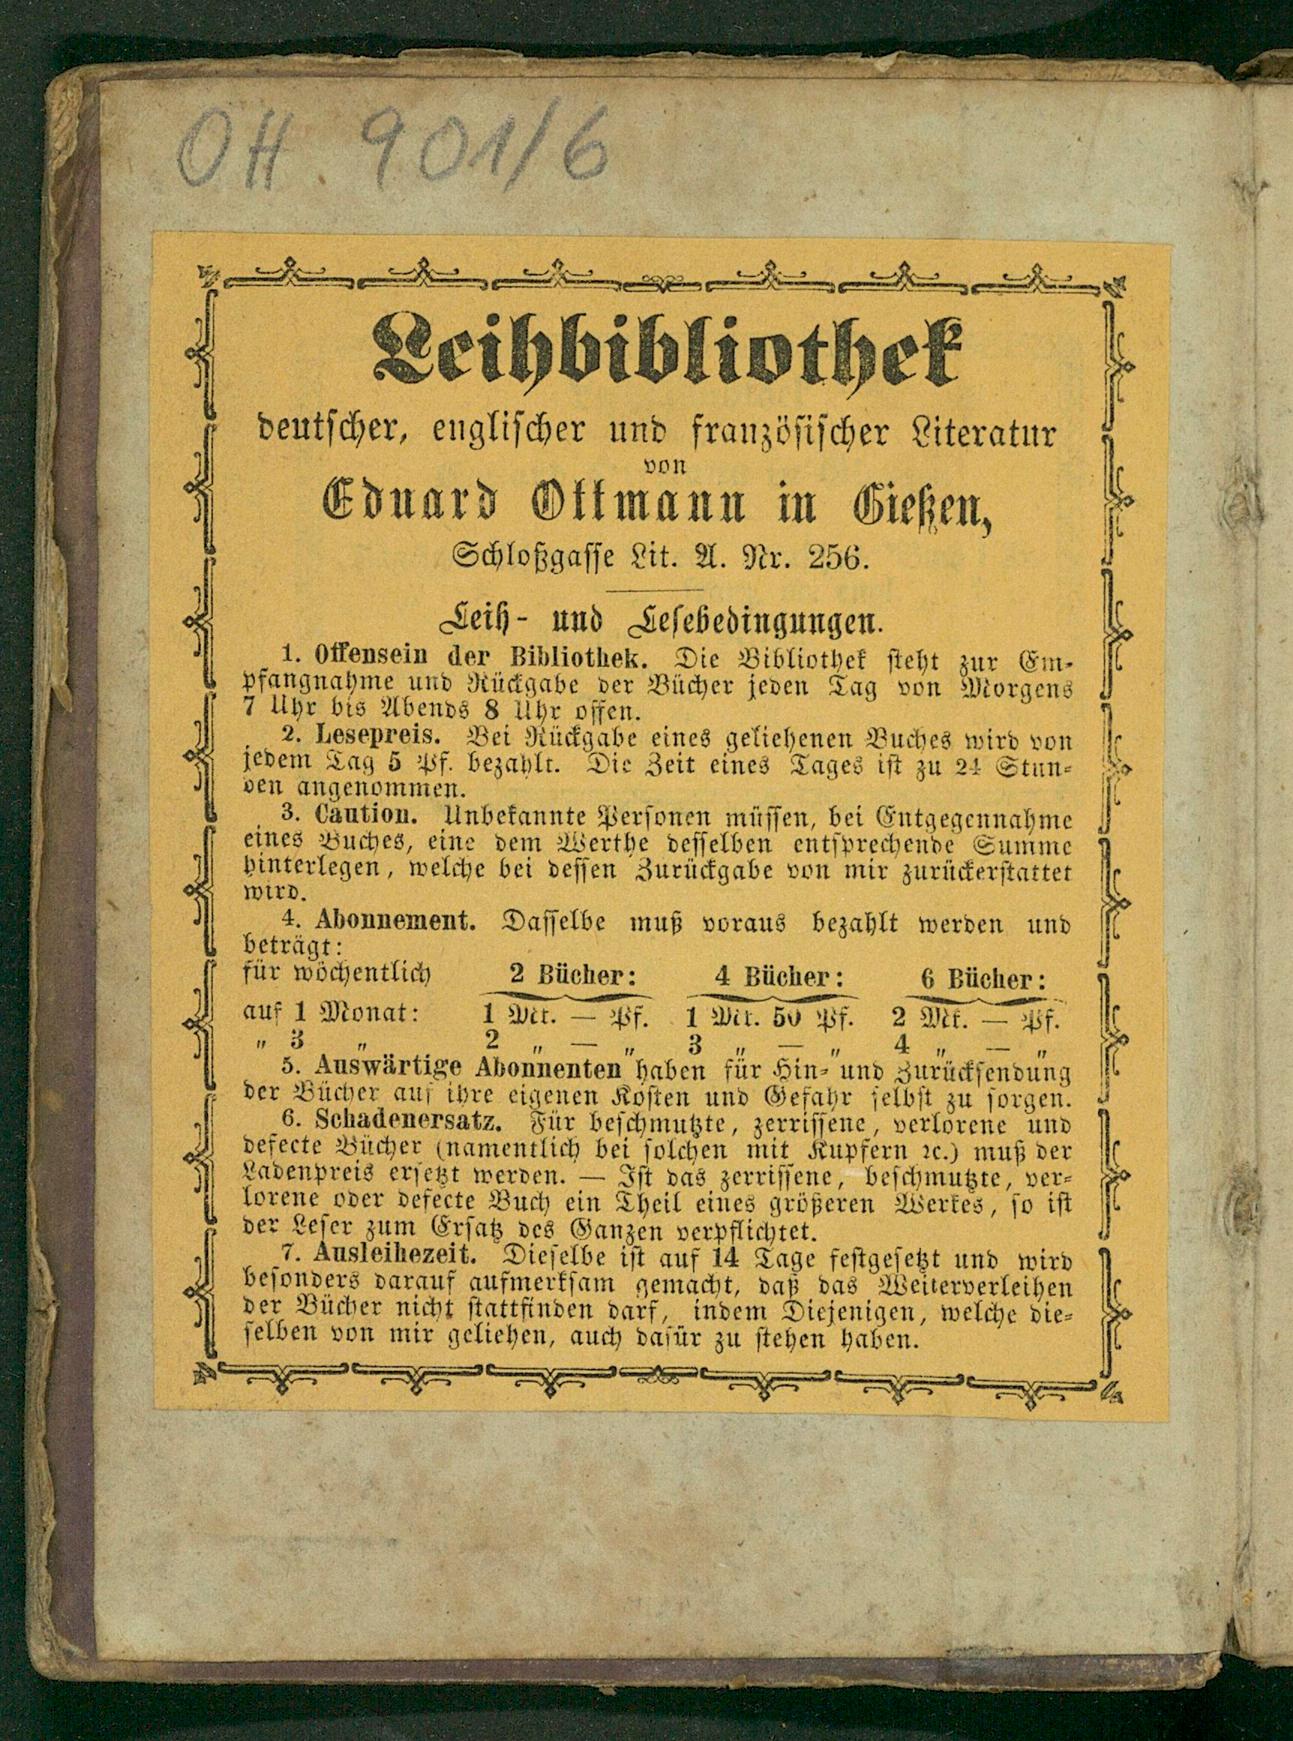 OH 901/6
Leihbibliothek
deutscher, englischer und französischer Literatur
von
Eduard Ottmann in Gießen,
Schloßgasse Lit. A. Nr. 256.
Leih- und Lesebedingungen.
1. Offensein der Bibliothek. Die Bibliothek steht zur Em-
pfangnahme und Rückgabe der Bücher jeden Tag von Morgens
7 Uhr bis Abends 8 Uhr offen.
2. Lesepreis. Bei Rückgabe eines geliehenen Buches wird von
jedem Tag 5 Pf. bezahlt. Die Zeit eines Tages ist zu 24 Stun-
den angenommen.
3. Caution. Unbekannte Personen müssen, bei Entgegennahme
eines Buches, eine dem Werthe desselben entsprechende Summe
hinterlegen, welche bei dessen Zurückgabe von mir zurückerstattet
wird.
4. Abonnement. Dasselbe muß voraus bezahlt werden und
beträgt:
für wöchentlich 2 Bücher: 4 Bücher: 6 Bücher:
auf 1 Monat: 1 Mk. — Pf. 1 Mk. 50 Pf. 2 Mk. — Pf.
„ 3 „ 2 „ — „ 3 „ — „ 4 „ — „
5. Auswärtige Abonnenten haben für Hin- und Zurücksendung
der Bücher auf ihre eigenen Kosten und Gefahr selbst zu sorgen.
6. Schadenersatz. Für beschmutzte, zerrissene, verlorene und
defecte Bücher (namentlich bei solchen mit Kupfern ꝛc.) muß der
Ladenpreis ersetzt werden. — Ist das zerrissene, beschmutzte, ver-
lorene oder defecte Buch ein Theil eines größeren Werkes, so ist
der Leser zum Ersatz des Ganzen verpflichtet.
7. Ausleihezeit. Dieselbe ist auf 14 Tage festgesetzt und wird
besonders darauf aufmerksam gemacht, daß das Weiterverleihen
der Bücher nicht stattfinden darf, indem Diejenigen, welche die-
selben von mir geliehen, auch dafür zu stehen haben.